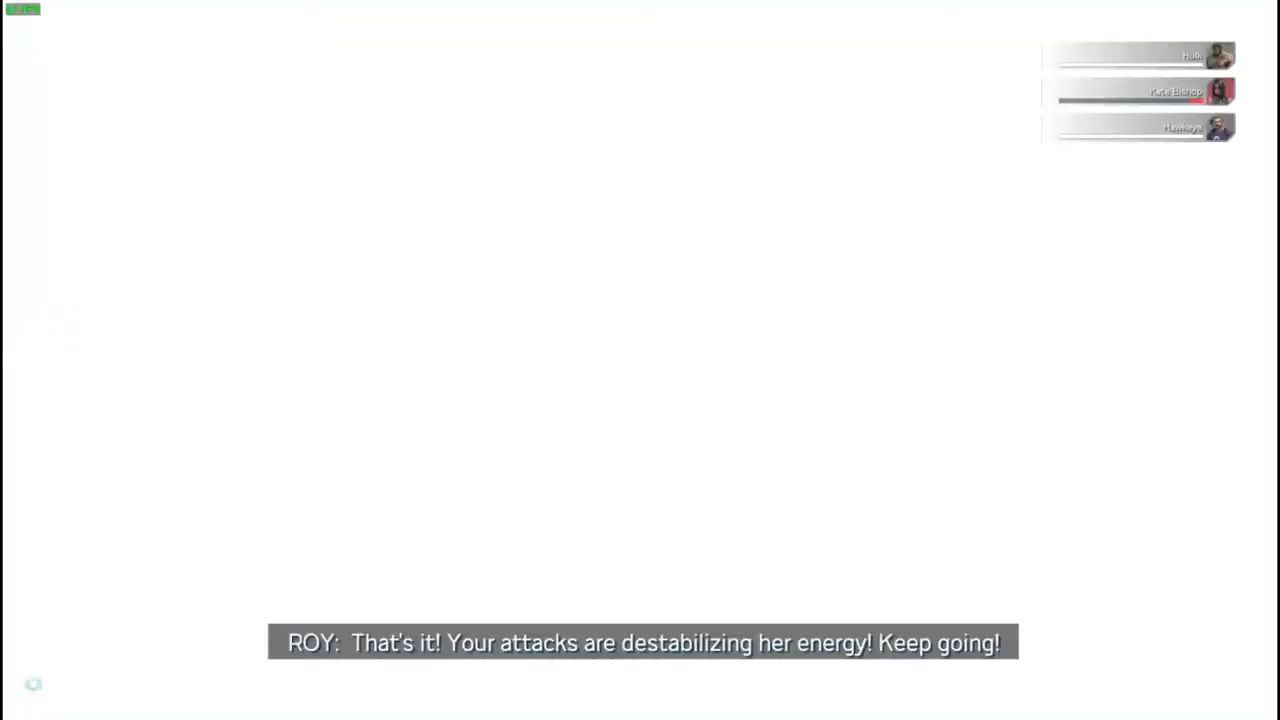 Hulk
Kate Bishop
Hawkeye
ROY: That's it! Your attacks are destabilizing her energy! Keep going!